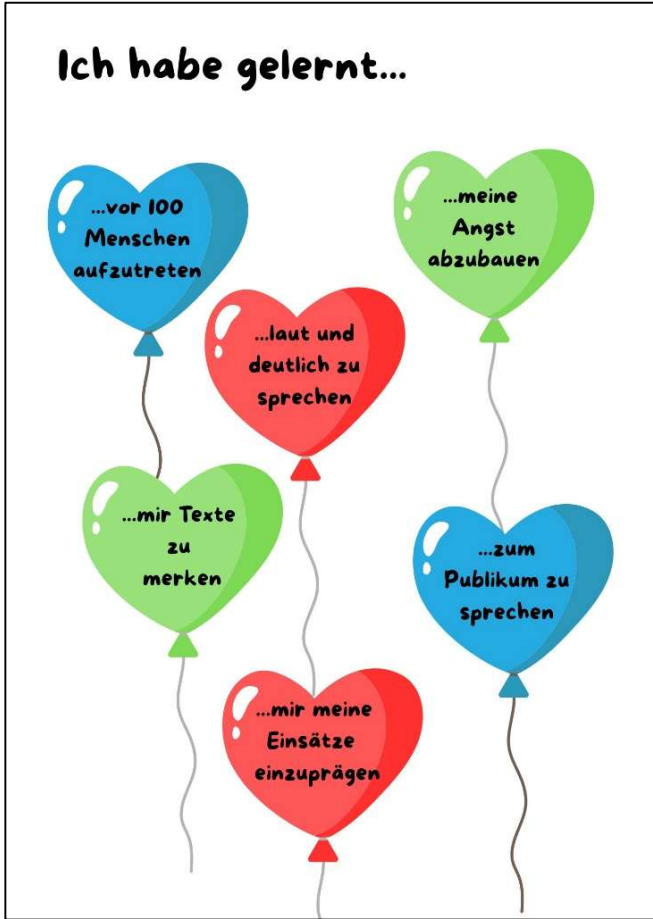 Ich habe gelernt...
...vor 100
Menschen
aufzutreten
...meine
Angst
abzubauen
...laut und
deutlich zu
sprechen
...mir Texte
zu
merken
...zum
Publikum zu
sprechen
...mir meine
Einsätze
einzuprägen